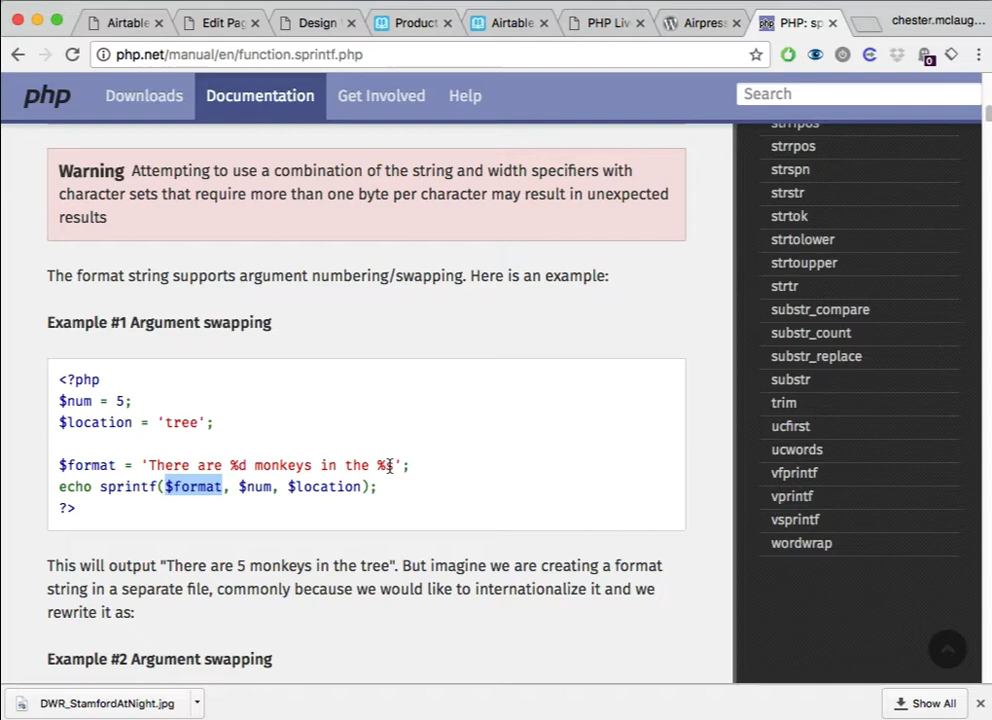 Airtable
Edit Pag
Design
Product
Airtable
PHP Liv
Airpress
PHP: sp
chester.mclaug...
php.net/manual/en/function.sprintf.php
0
php
Downloads
Documentation
Get Involved
Help
Search
Warning Attempting to use a combination of the string and width specifiers with
character sets that require more than one byte per character may result in unexpected
results
The format string supports argument numbering/swapping. Here is an example:
Example #1 Argument swapping
<?php
$num = 5;
$location = 'tree';
$format = 'There are %d monkeys in the %s';
echo sprintf($format, $num, $location);
?>
This will output "There are 5 monkeys in the tree". But imagine we are creating a format
string in a separate file, commonly because we would like to internationalize it and we
rewrite it as:
Example #2 Argument swapping
strripos
strrpos
strspn
strstr
strtok
strtolower
strtoupper
strtr
substr_compare
substr_count
substr_replace
substr
trim
ucfirst
ucwords
vfprintf
vprintf
vsprintf
wordwrap
DWR_StamfordAtNight.jpg
Show All